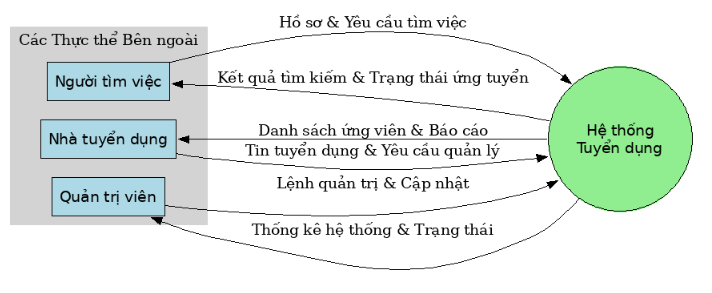 Hồ sơ & Yêu cầu tìm việc
Các Thực thể Bên ngoài
Người tìm việc
Kết quả tìm kiếm & Trạng thái ứng tuyển
Danh sách ứng viên & Báo cáo
Nhà tuyển dụng
Hệ thống
Tuyển dụng
Tin tuyển dụng & Yêu cầu quản lý
Lệnh quản trị & Cập nhật
Quản trị viên
Thống kê hệ thống & Trạng thái